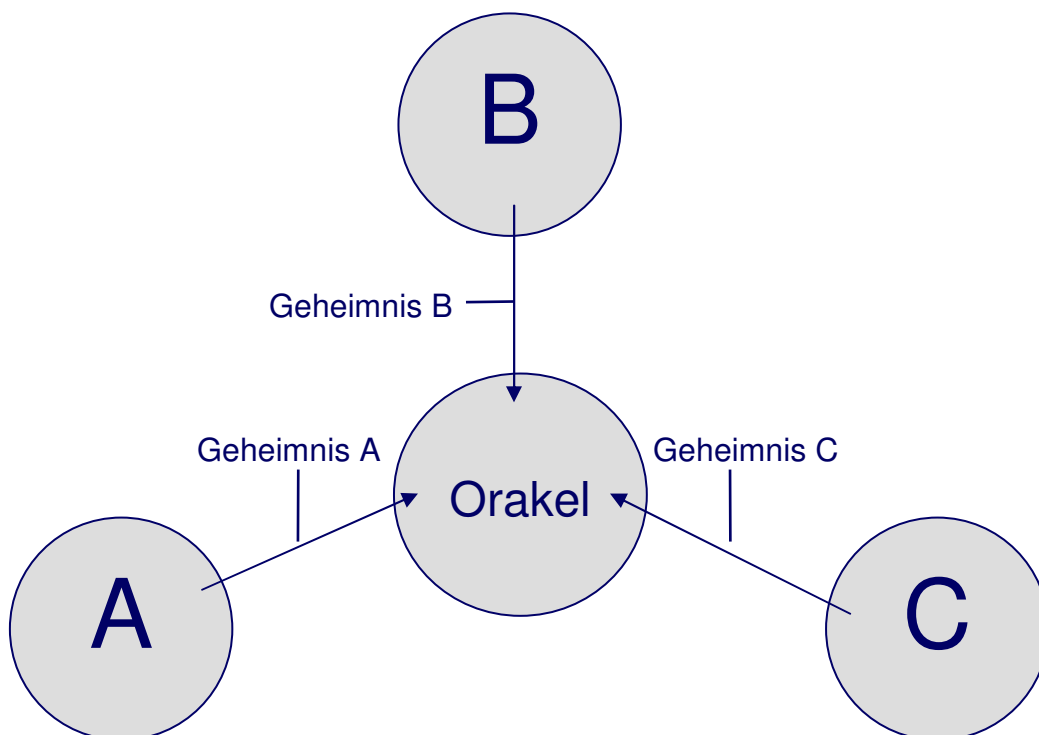 B
Geheimnis B
Geheimnis A
Geheimnis C
Orakel
A
C